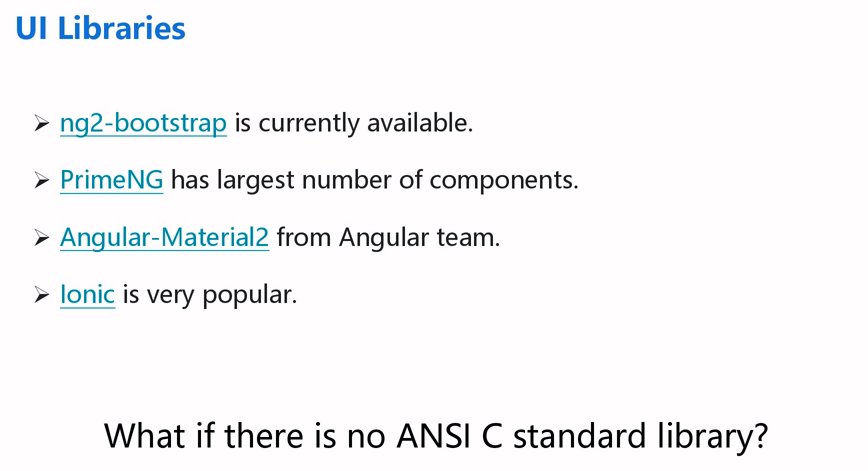 UI Libraries
➢ ng2-bootstrap is currently available.
➢ PrimeNG has largest number of components.
➢ Angular-Material2 from Angular team.
➢ Ionic is very popular.
What if there is no ANSI C standard library?